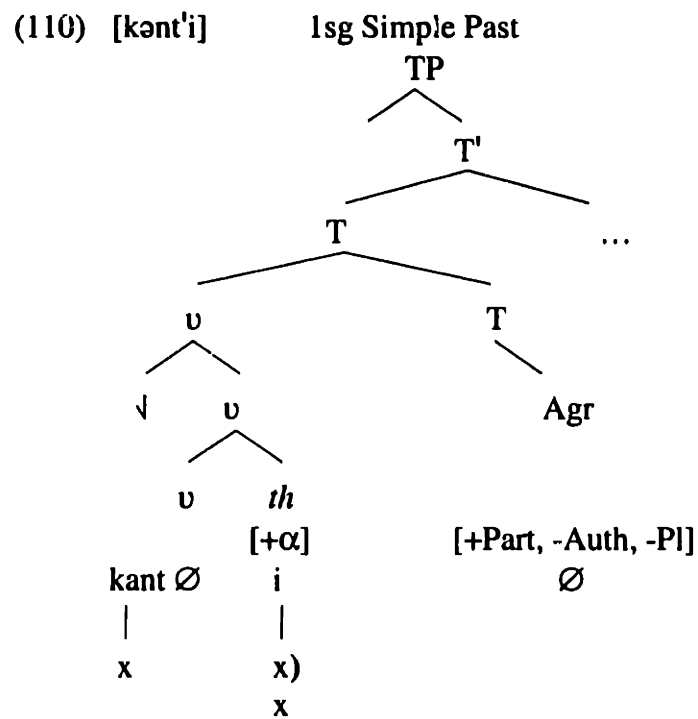 (110) [kənt'i] 1sg Simple Past
TP
T'
T ...
υ T
√ υ Agr
υ th
[+α] [+Part, -Auth, -Pl]
kant Ø i Ø
x x)
x